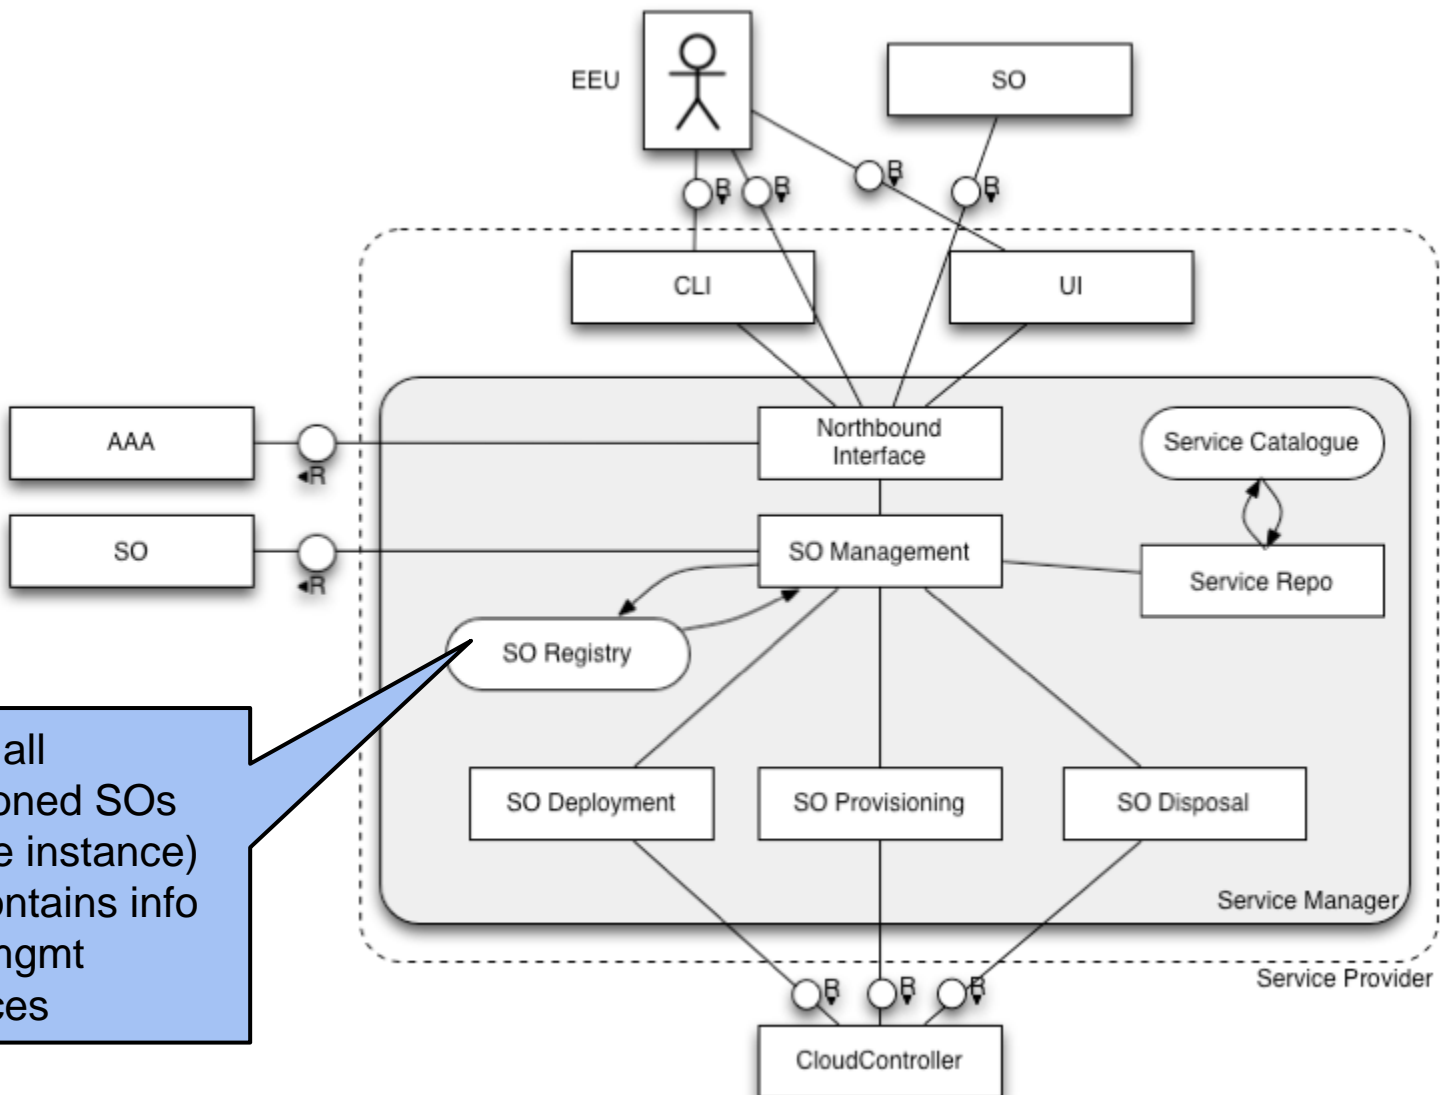 EEU
SO
R
R
R
R
CLI
UI
AAA
R
Northbound
Interface
Service Catalogue
SO
R
SO Management
Service Repo
SO Registry
all
oned SOs
e instance)
ontains info
ngmt
ces
SO Deployment
SO Provisioning
SO Disposal
Service Manager
Service Provider
R
R
R
CloudController